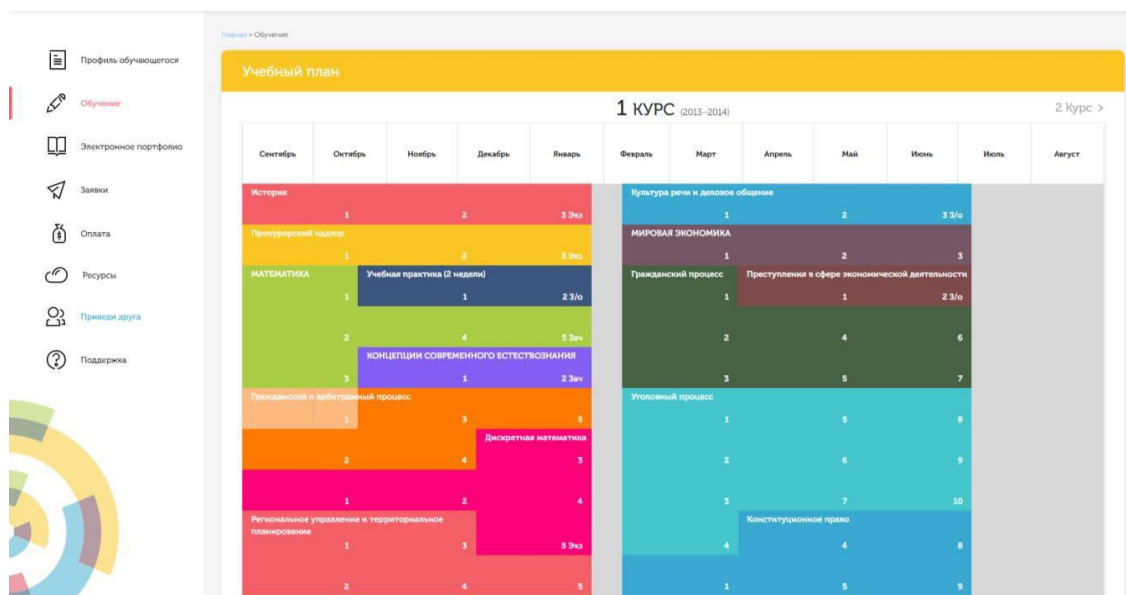 Главная > Обучение
Профиль обучающегося
Обучение
Электронное портфолио
Заявки
Оплата
Ресурсы
Приведи друга
Поддержка
Учебный план
1 КУРС (2013-2014)
2 Курс >
Сентябрь Октябрь Ноябрь Декабрь Январь Февраль Март Апрель Май Июнь Июль Август
История Культура речи и деловое общение
1 2 3 Экз 1 2 3 З/о
Прокурорский надзор МИРОВАЯ ЭКОНОМИКА
1 2 3 Экз 1 2 3
МАТЕМАТИКА Учебная практика (2 недели) Гражданский процесс Преступления в сфере экономической деятельности
1 1 2 З/о 1 1 2 З/о
2 4 5 Зач 2 4 6
КОНЦЕПЦИИ СОВРЕМЕННОГО ЕСТЕСТВОЗНАНИЯ
3 1 2 Зач 3 5 7
Гражданский и арбитражный процесс Уголовный процесс
1 3 5 1 5 8
Дискретная математика
2 4 3 2 6 9
1 2 4 3 7 10
Региональное управление и территориальное Конституционное право
планирование
1 3 5 Экз 4 4 8
2 4 5 1 5 9